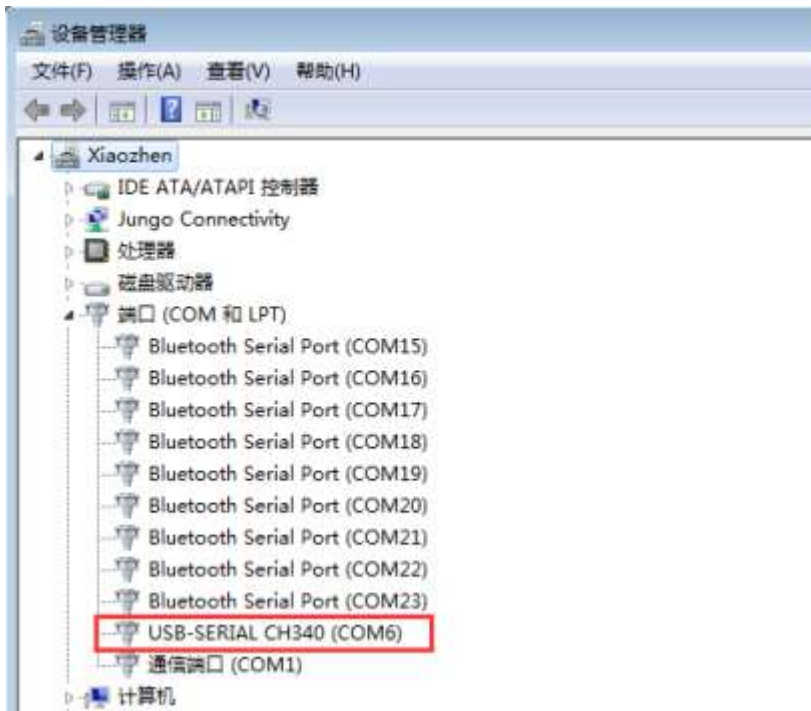 设备管理器
文件(F) 操作(A) 查看(V) 帮助(H)
Xiaozhen
IDE ATA/ATAPI 控制器
Jungo Connectivity
处理器
磁盘驱动器
端口 (COM 和 LPT)
Bluetooth Serial Port (COM15)
Bluetooth Serial Port (COM16)
Bluetooth Serial Port (COM17)
Bluetooth Serial Port (COM18)
Bluetooth Serial Port (COM19)
Bluetooth Serial Port (COM20)
Bluetooth Serial Port (COM21)
Bluetooth Serial Port (COM22)
Bluetooth Serial Port (COM23)
USB-SERIAL CH340 (COM6)
通信端口 (COM1)
计算机